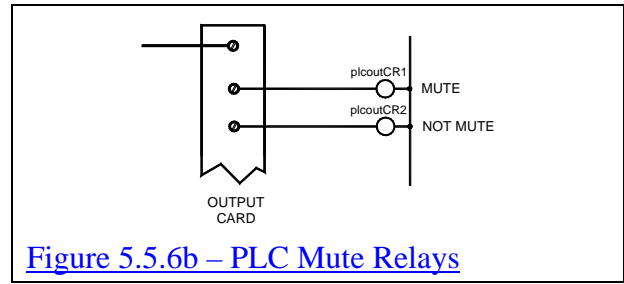 plcoutCR1
MUTE
plcoutCR2
NOT MUTE
OUTPUT
CARD
Figure 5.5.6b – PLC Mute Relays